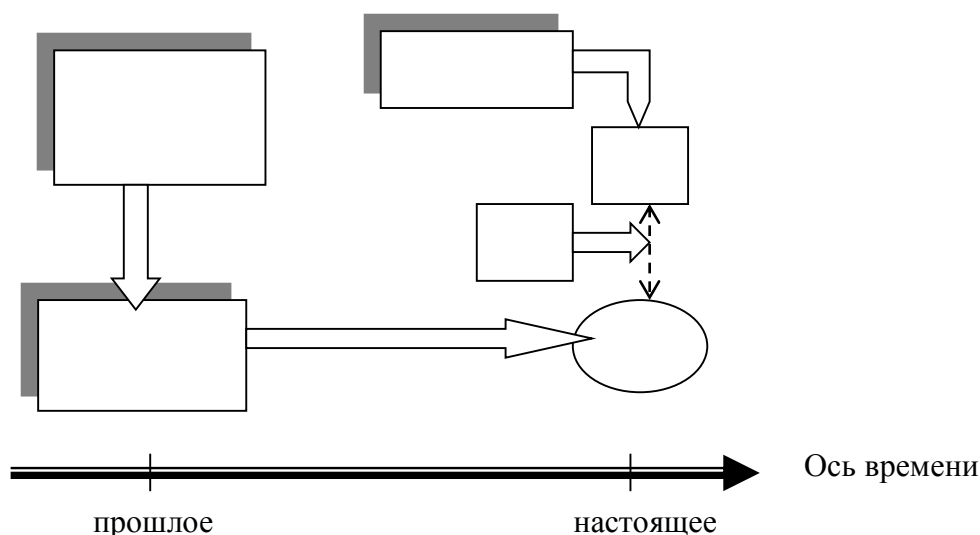 Ось времени
прошлое
настоящее